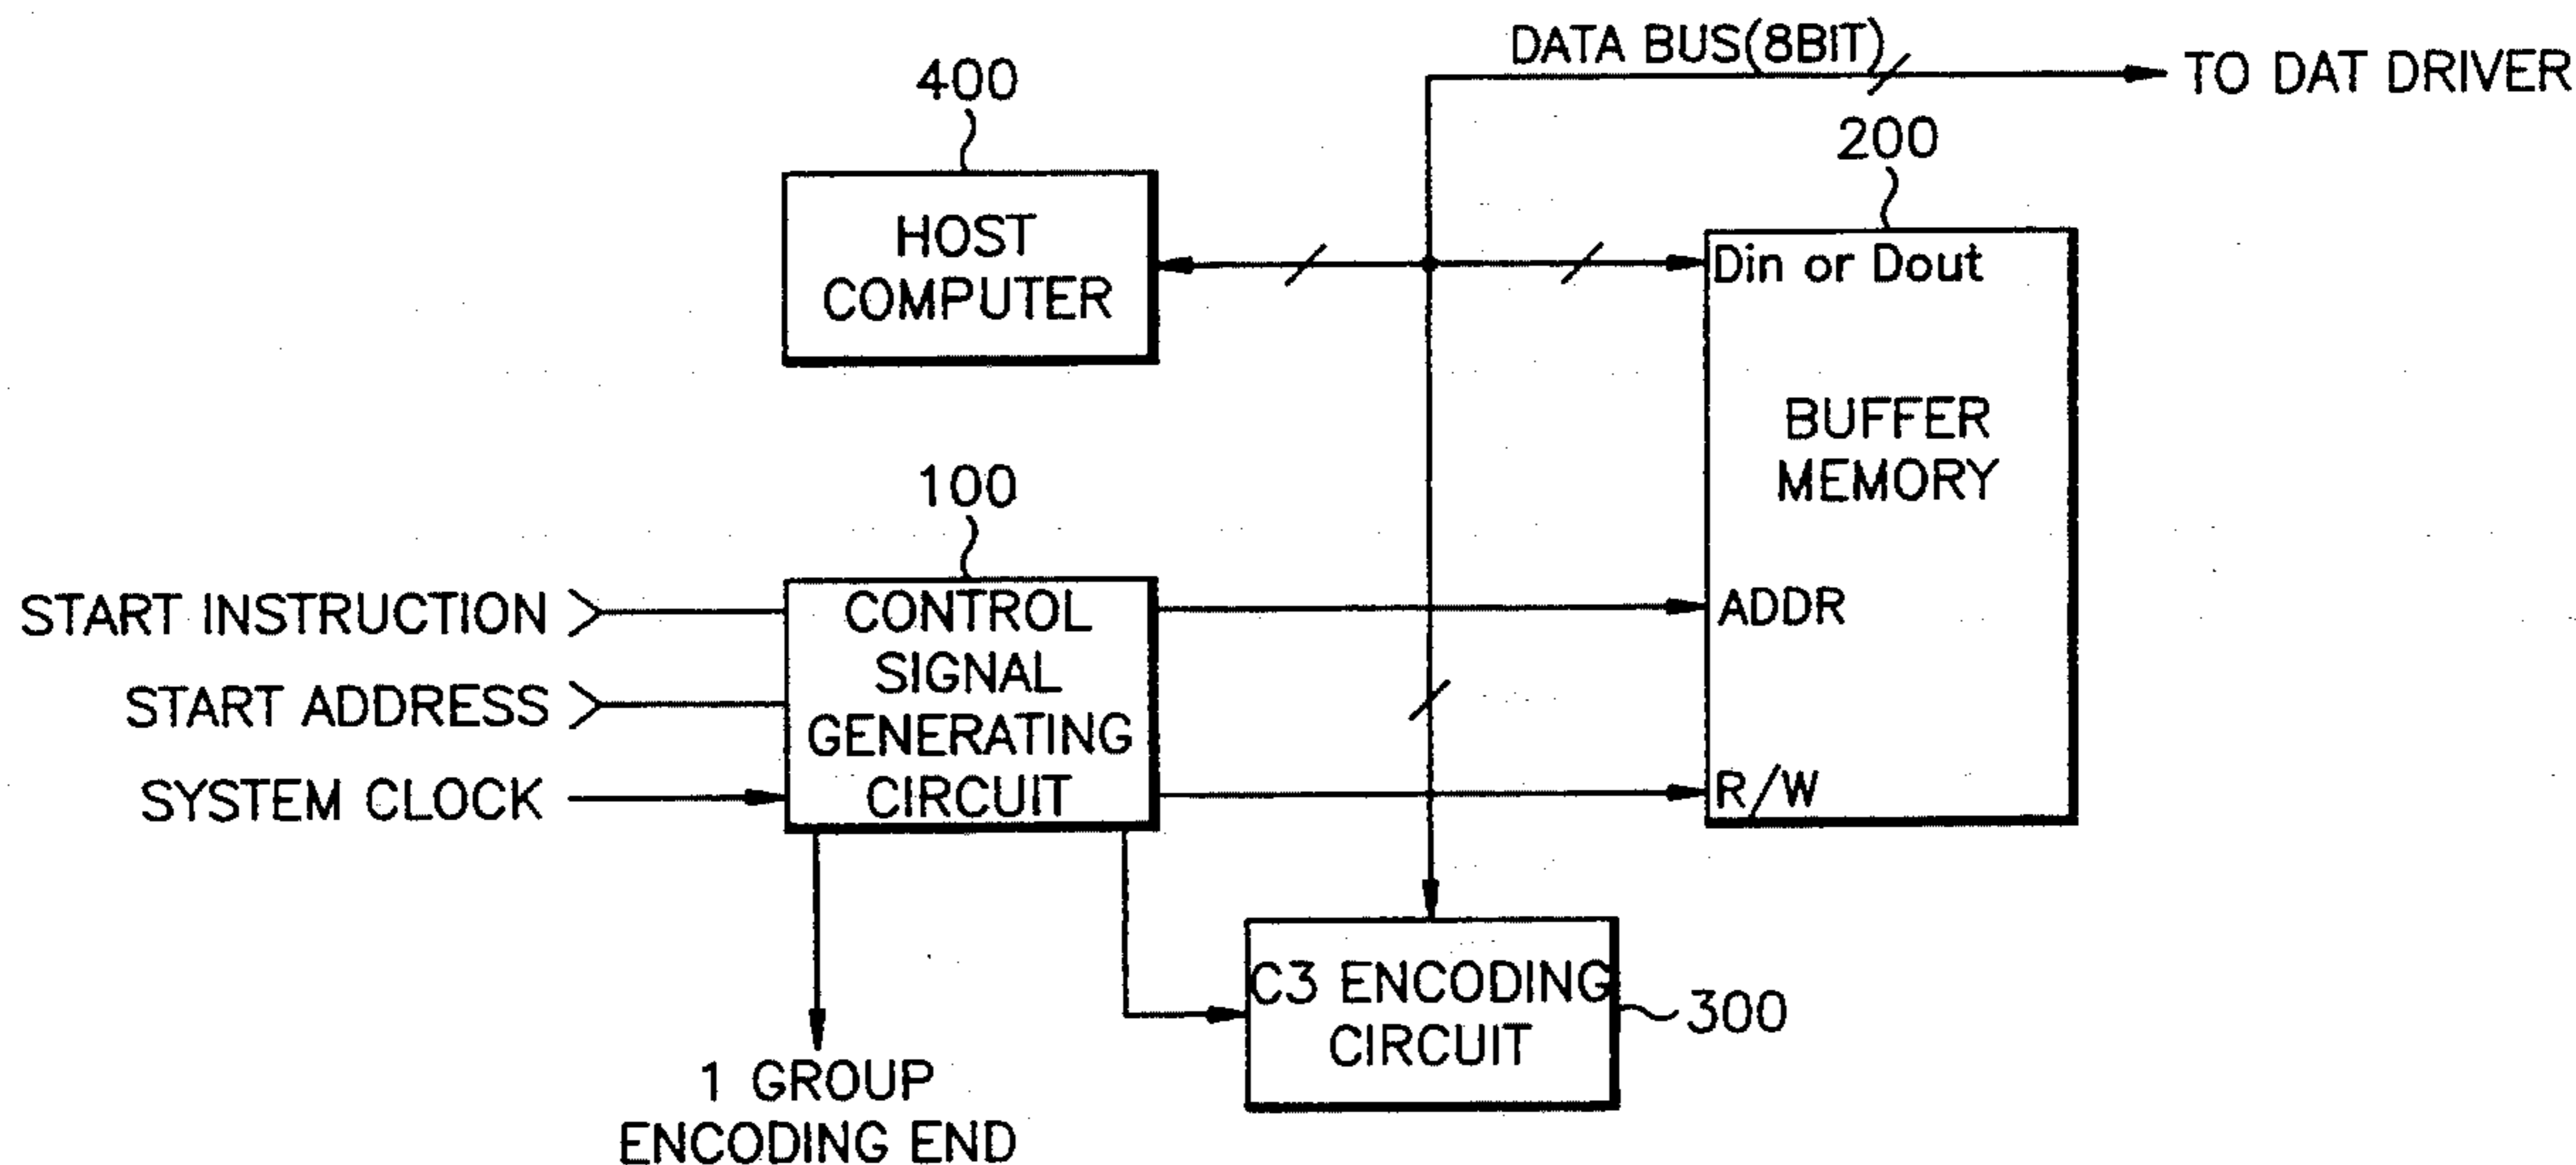 DATA BUS(8BIT)
TO DAT DRIVER
400
200
HOST
COMPUTER
Din or Dout
BUFFER
MEMORY
100
START INSTRUCTION
START ADDRESS
SYSTEM CLOCK
CONTROL
SIGNAL
GENERATING
CIRCUIT
ADDR
R/W
C3 ENCODING
CIRCUIT
300
1 GROUP
ENCODING END